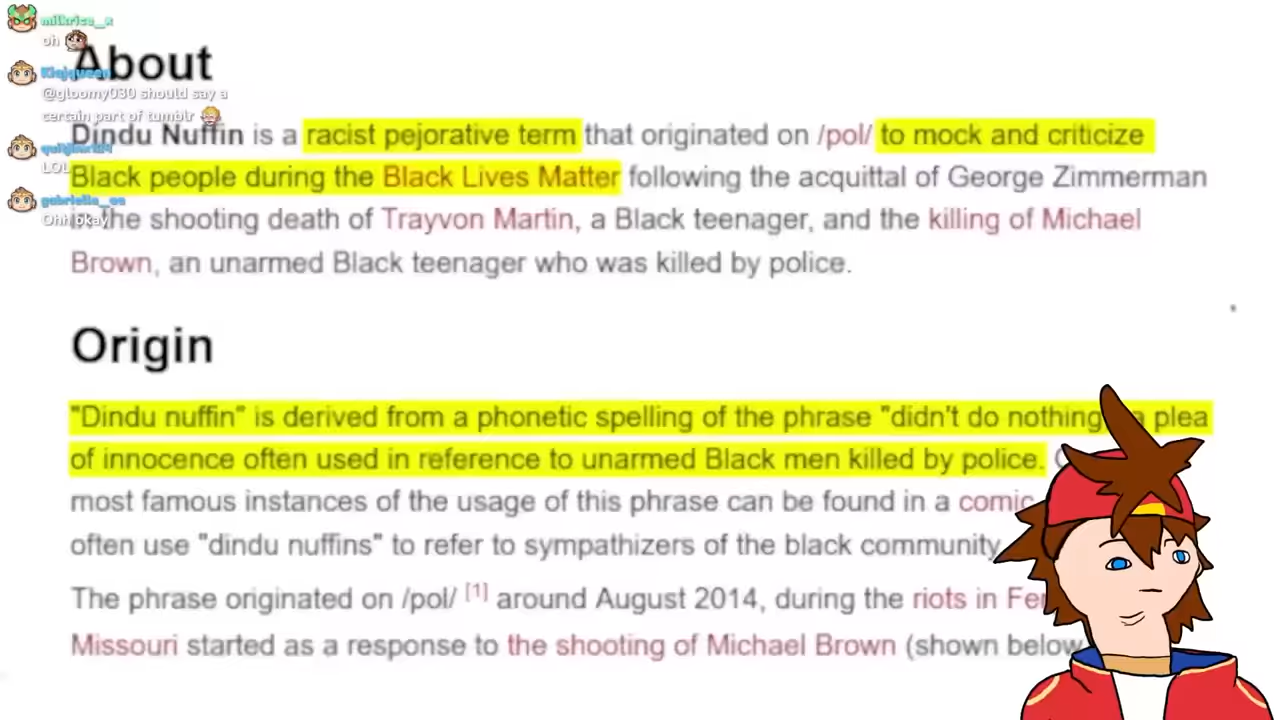 milkrice_x
oh
About
Kiajqueen
@gloomy030 should say a
certain part of tumblr
Dindu Nuffin is a racist pejorative term that originated on /pol/ to mock and criticize
LOL
Black people during the Black Lives Matter following the acquittal of George Zimmerman
Ohh okay
in the shooting death of Trayvon Martin, a Black teenager, and the killing of Michael
Brown, an unarmed Black teenager who was killed by police.
Origin
"Dindu nuffin" is derived from a phonetic spelling of the phrase "didn't do nothing a plea
of innocence often used in reference to unarmed Black men killed by police.
most famous instances of the usage of this phrase can be found in a comic
often use "dindu nuffins" to refer to sympathizers of the black community
The phrase originated on /pol/ [1] around August 2014, during the riots in
Missouri started as a response to the shooting of Michael Brown (shown below